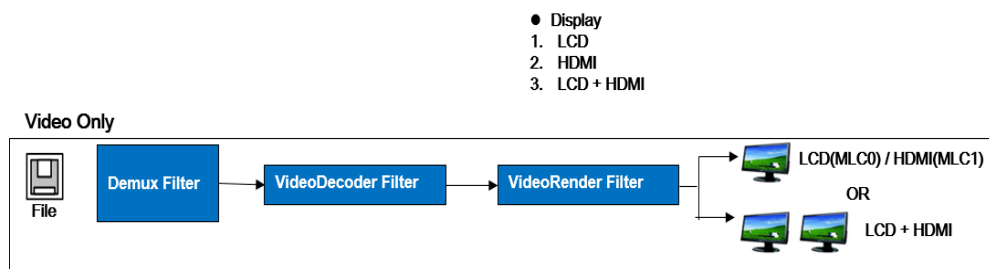 ● Display
1. LCD
2. HDMI
3. LCD + HDMI
Video Only
File
Demux Filter
VideoDecoder Filter
VideoRender Filter
LCD(MLC0) / HDMI(MLC1)
OR
LCD + HDMI